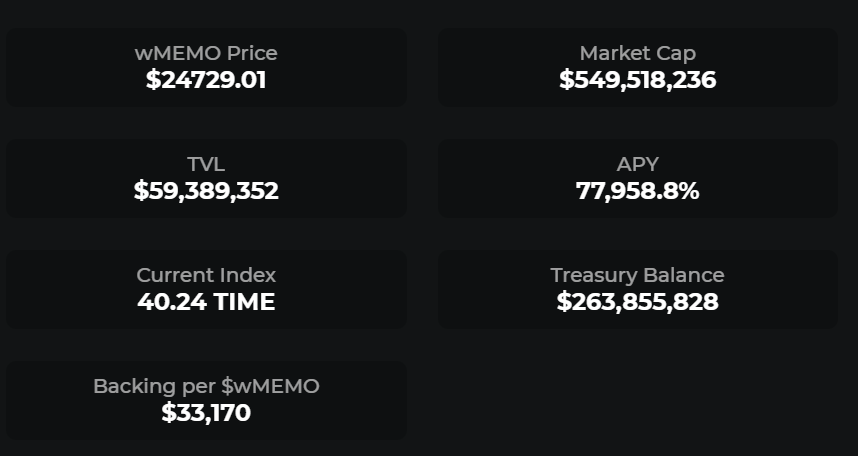 wMEMO Price
$24729.01
Market Cap
$549,518,236
TVL
$59,389,352
APY
77,958.8%
Current Index
40.24 TIME
Treasury Balance
$263,855,828
Backing per $wMEMO
$33,170